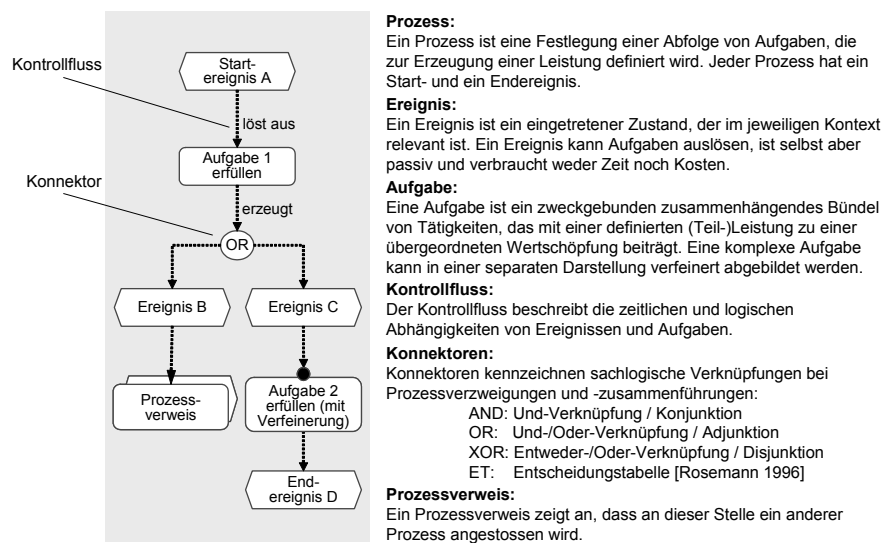 Kontrollfluss
Start-
ereignis A
löst aus
Aufgabe 1
erfüllen
Konnektor
erzeugt
OR
Ereignis B
Ereignis C
Prozess-
verweis
Aufgabe 2
erfüllen (mit
Verfeinerung)
End-
ereignis D
Prozess:
Ein Prozess ist eine Festlegung einer Abfolge von Aufgaben, die
zur Erzeugung einer Leistung definiert wird. Jeder Prozess hat ein
Start- und ein Endereignis.
Ereignis:
Ein Ereignis ist ein eingetretener Zustand, der im jeweiligen Kontext
relevant ist. Ein Ereignis kann Aufgaben auslösen, ist selbst aber
passiv und verbraucht weder Zeit noch Kosten.
Aufgabe:
Eine Aufgabe ist ein zweckgebunden zusammenhängendes Bündel
von Tätigkeiten, das mit einer definierten (Teil-)Leistung zu einer
übergeordneten Wertschöpfung beiträgt. Eine komplexe Aufgabe
kann in einer separaten Darstellung verfeinert abgebildet werden.
Kontrollfluss:
Der Kontrollfluss beschreibt die zeitlichen und logischen
Abhängigkeiten von Ereignissen und Aufgaben.
Konnektoren:
Konnektoren kennzeichnen sachlogische Verknüpfungen bei
Prozessverzweigungen und -zusammenführungen:
AND: Und-Verknüpfung / Konjunktion
OR: Und-/Oder-Verknüpfung / Adjunktion
XOR: Entweder-/Oder-Verknüpfung / Disjunktion
ET: Entscheidungstabelle [Rosemann 1996]
Prozessverweis:
Ein Prozessverweis zeigt an, dass an dieser Stelle ein anderer
Prozess angestossen wird.